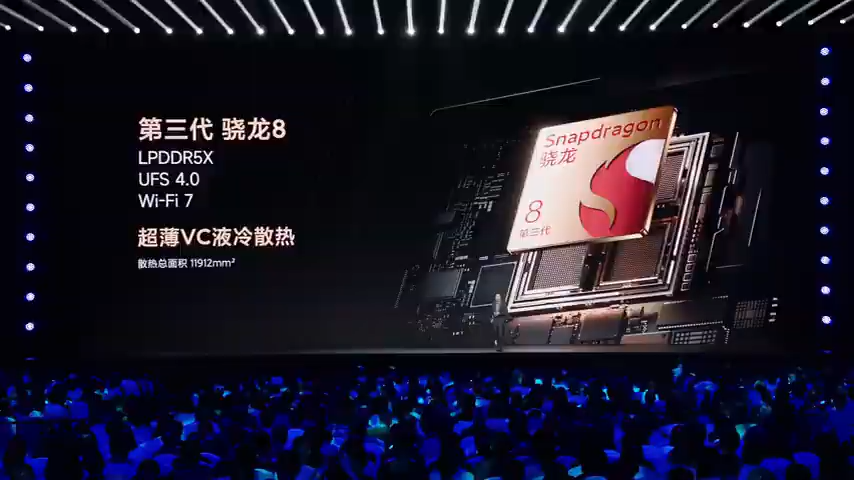 第三代 骁龙8
LPDDR5X
UFS 4.0
Wi-Fi 7
超薄VC液冷散热
散热总面积 11912mm²
Snapdragon
骁龙
8
第三代